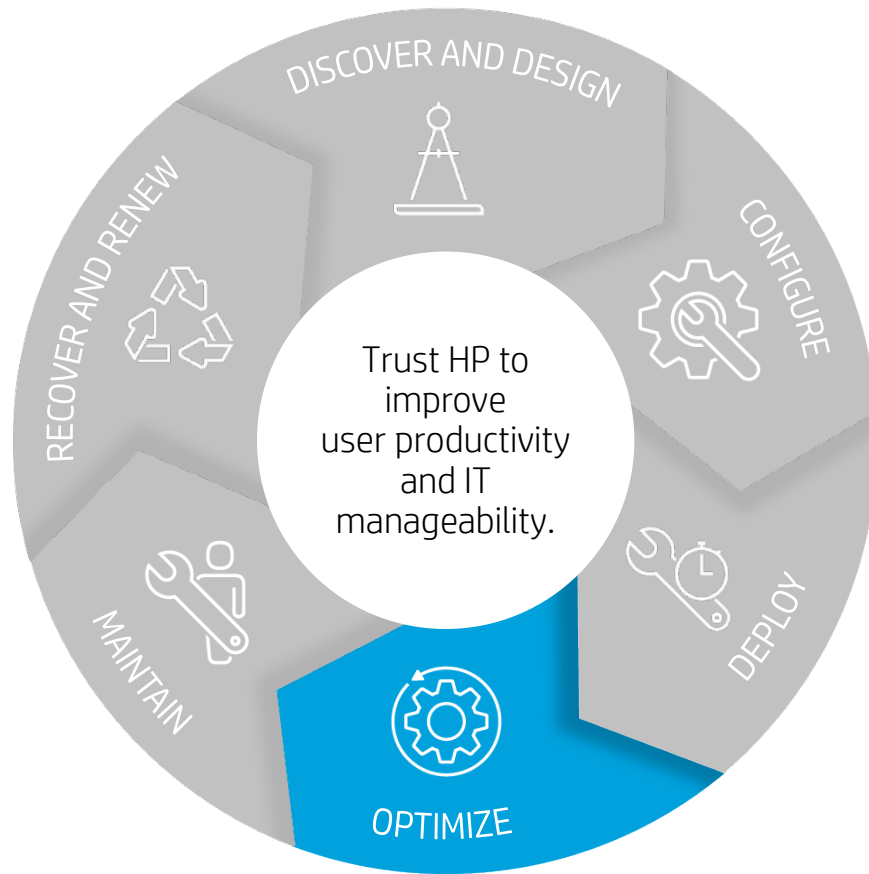 DISCOVER AND DESIGN
CONFIGURE
DEPLOY
OPTIMIZE
MAINTAIN
RECOVER AND RENEW
Trust HP to
improve
user productivity
and IT
manageability.